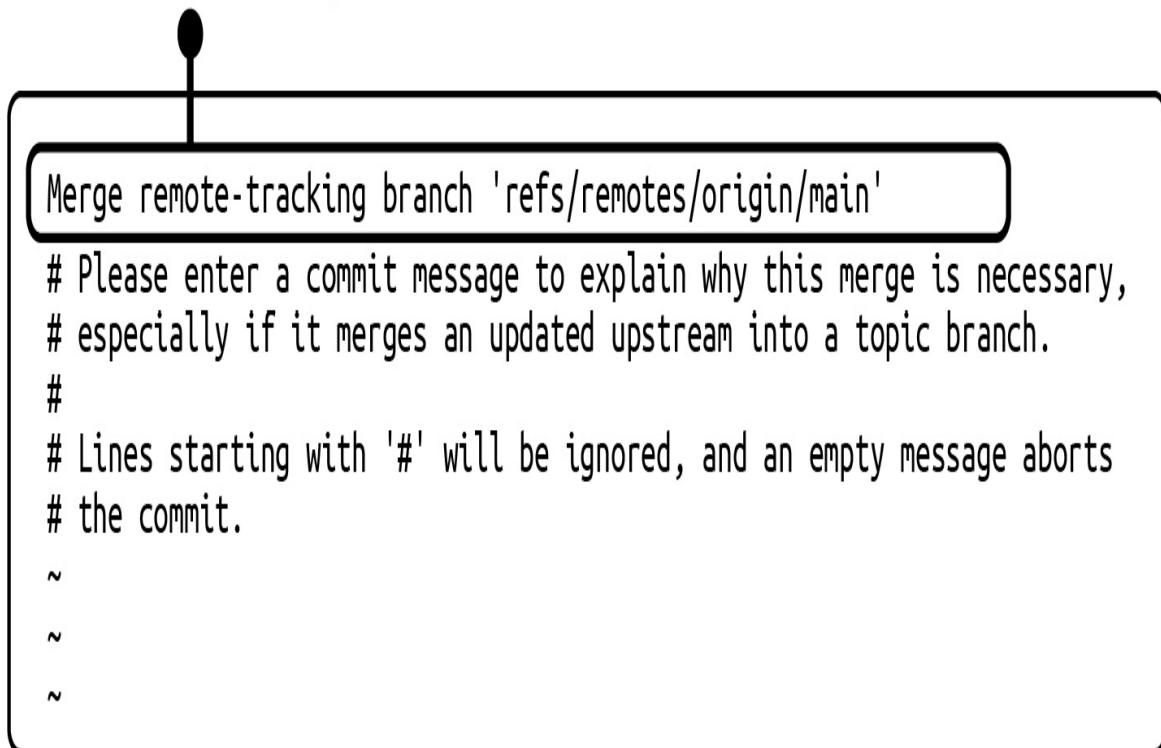 Merge remote-tracking branch 'refs/remotes/origin/main'
# Please enter a commit message to explain why this merge is necessary,
# especially if it merges an updated upstream into a topic branch.
#
# Lines starting with '#' will be ignored, and an empty message aborts
# the commit.
~
~
~